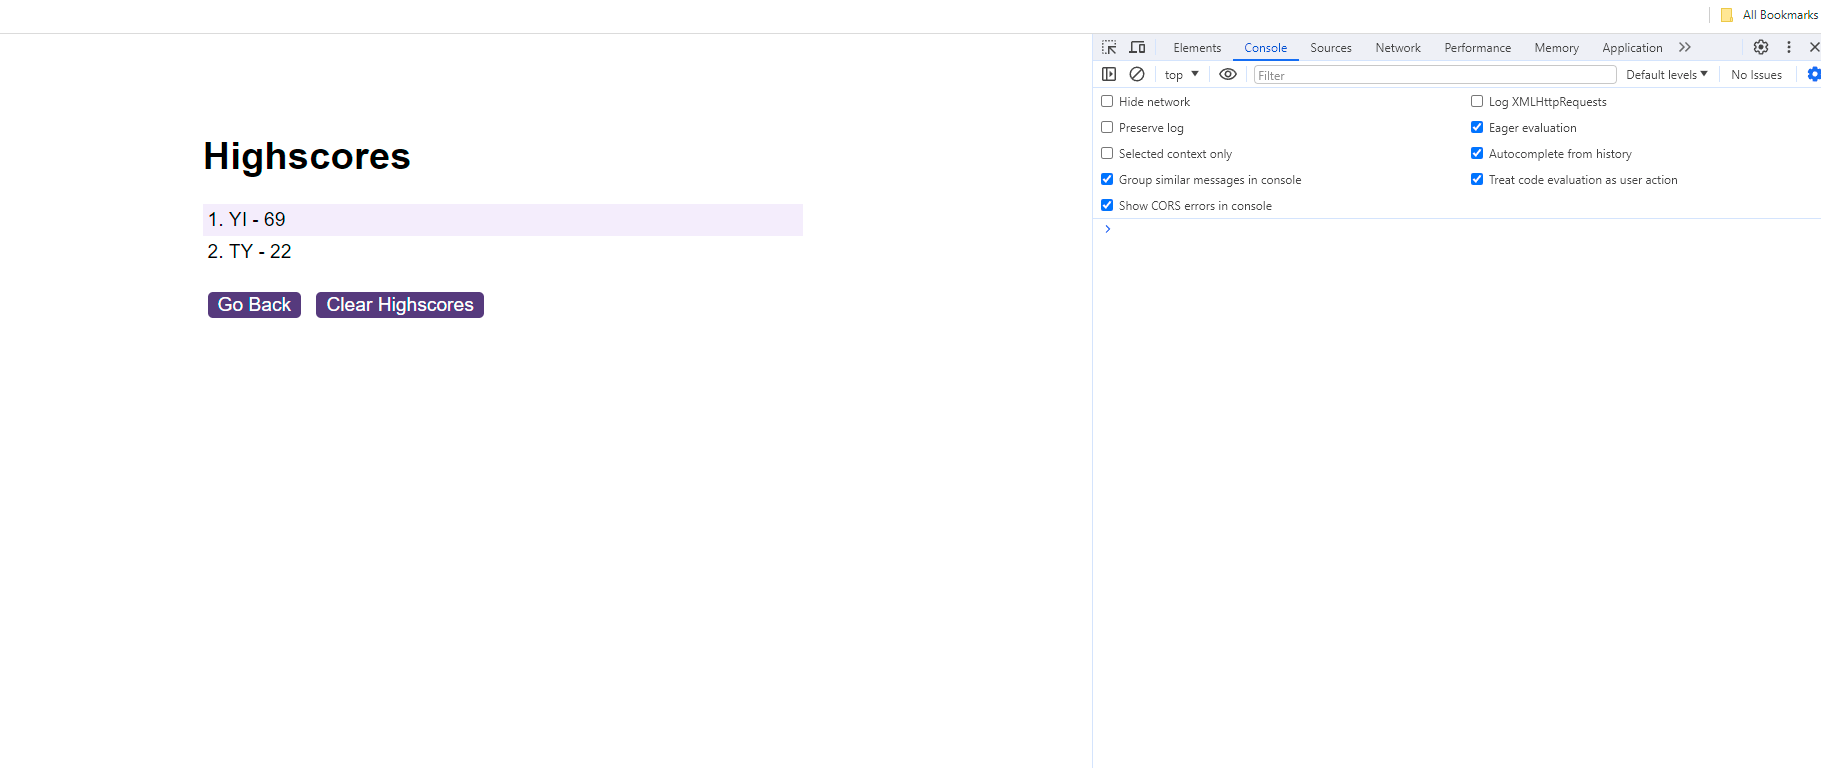 All Bookmarks
Highscores
1. YI - 69
2. TY - 22
Go Back Clear Highscores
Elements Console Sources Network Performance Memory Application
top Filter Default levels No Issues
Hide network
Log XMLHttpRequests
Preserve log
Eager evaluation
Selected context only
Autocomplete from history
Group similar messages in console
Treat code evaluation as user action
Show CORS errors in console